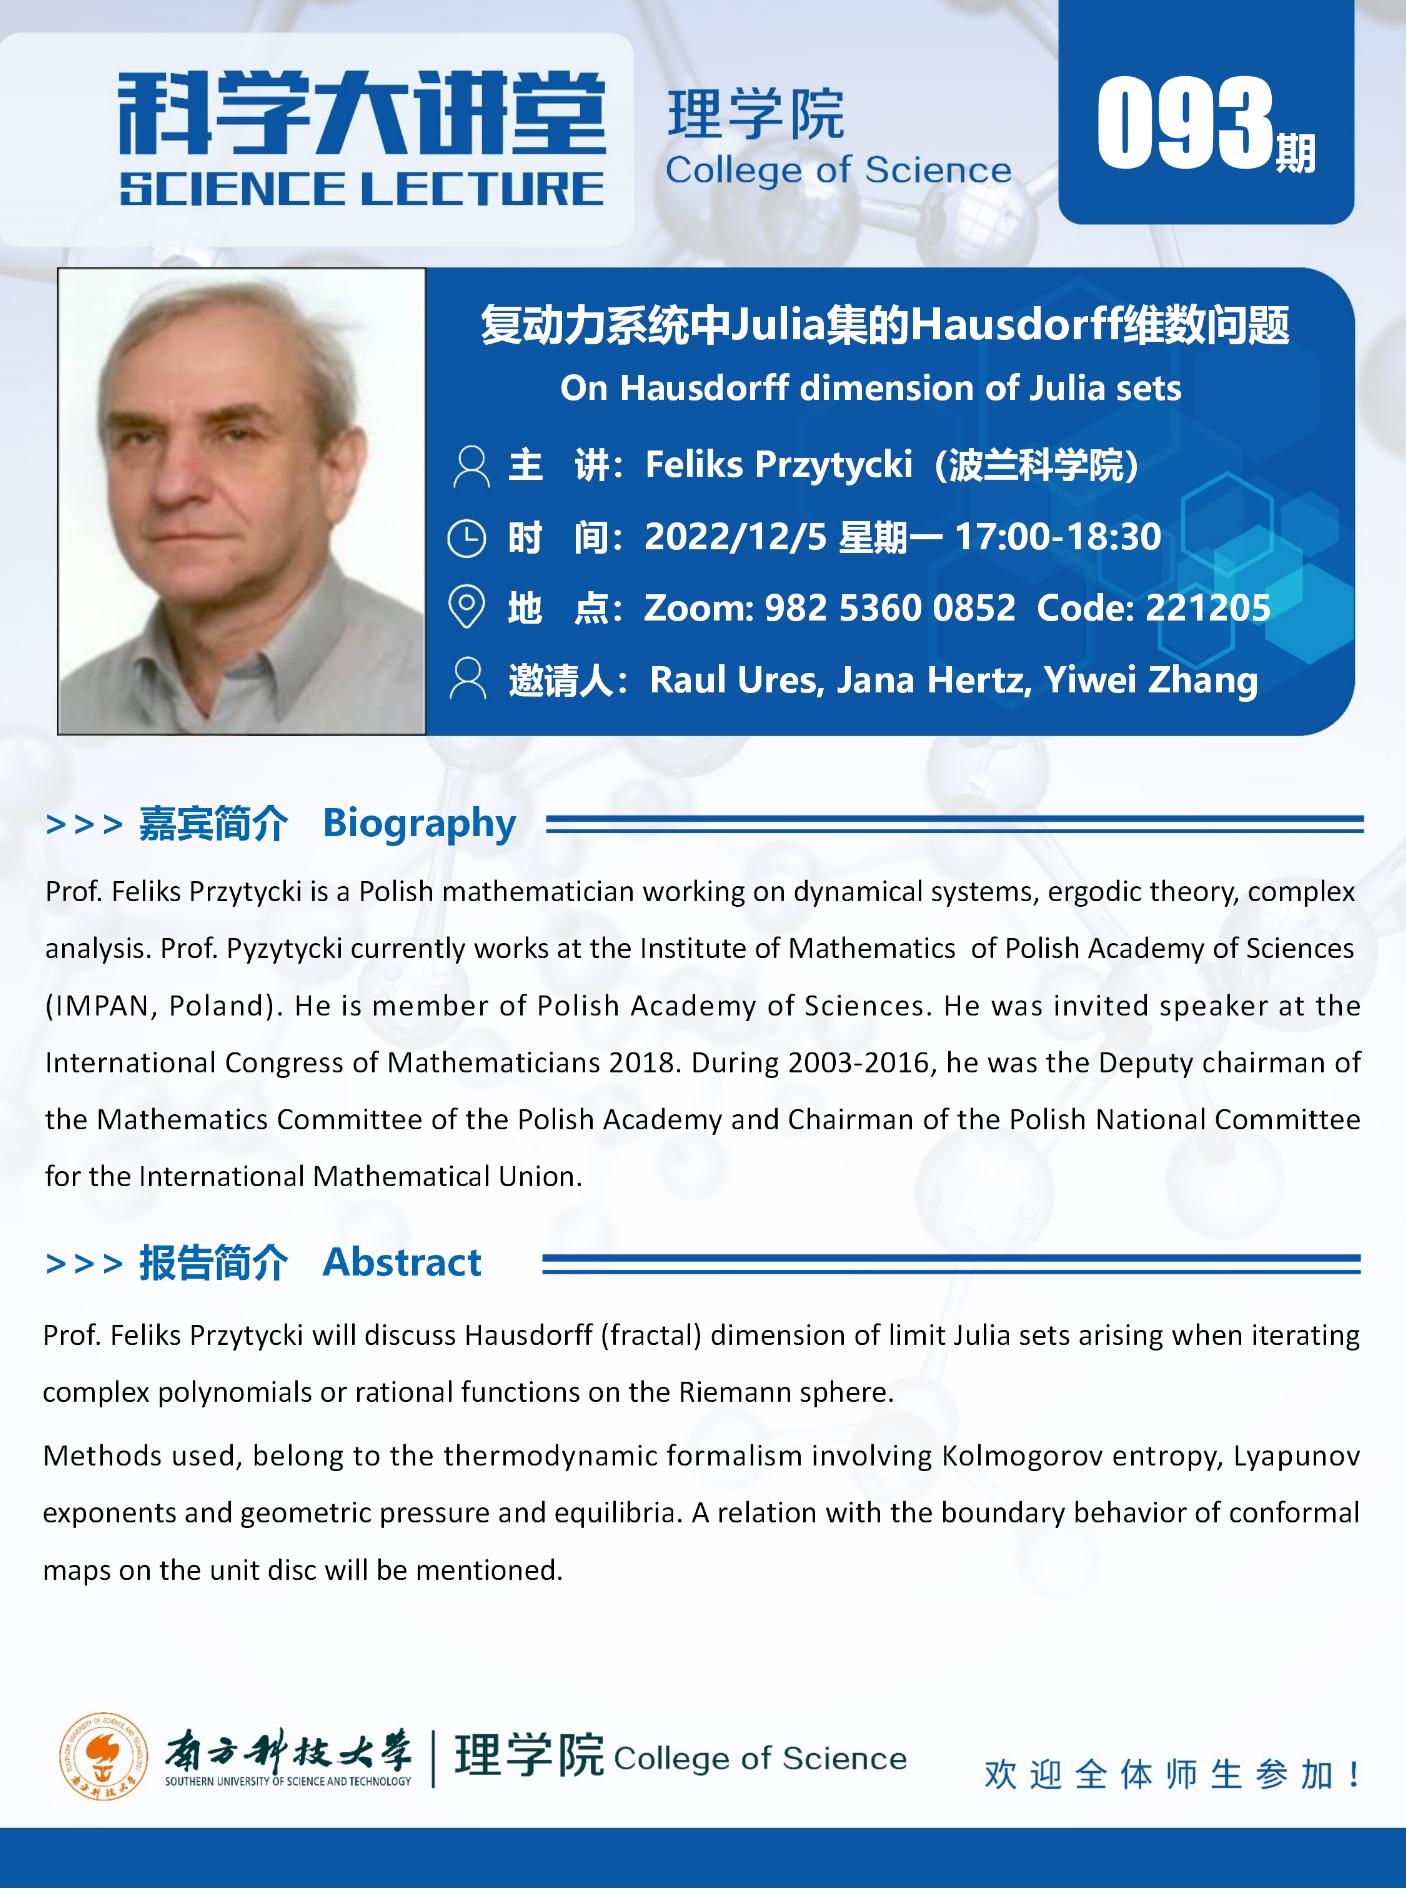 科学大讲堂
SCIENCE LECTURE
理学院
College of Science
093期
复动力系统中Julia集的Hausdorff维数问题
On Hausdorff dimension of Julia sets
主 讲：Feliks Przytycki（波兰科学院）
时 间：2022/12/5 星期一 17:00-18:30
地 点：Zoom: 982 5360 0852 Code: 221205
邀请人：Raul Ures, Jana Hertz, Yiwei Zhang
>>> 嘉宾简介 Biography
Prof. Feliks Przytycki is a Polish mathematician working on dynamical systems, ergodic theory, complex
analysis. Prof. Pyzytycki currently works at the Institute of Mathematics of Polish Academy of Sciences
(IMPAN, Poland). He is member of Polish Academy of Sciences. He was invited speaker at the
International Congress of Mathematicians 2018. During 2003-2016, he was the Deputy chairman of
the Mathematics Committee of the Polish Academy and Chairman of the Polish National Committee
for the International Mathematical Union.
>>> 报告简介 Abstract
Prof. Feliks Przytycki will discuss Hausdorff (fractal) dimension of limit Julia sets arising when iterating
complex polynomials or rational functions on the Riemann sphere.
Methods used, belong to the thermodynamic formalism involving Kolmogorov entropy, Lyapunov
exponents and geometric pressure and equilibria. A relation with the boundary behavior of conformal
maps on the unit disc will be mentioned.
SOUTHERN UNIVERSITY OF SCIENCE AND TECHNOLOGY
南方科技大学
南方科技大学
SOUTHERN UNIVERSITY OF SCIENCE AND TECHNOLOGY
理学院 College of Science
欢迎全体师生参加！